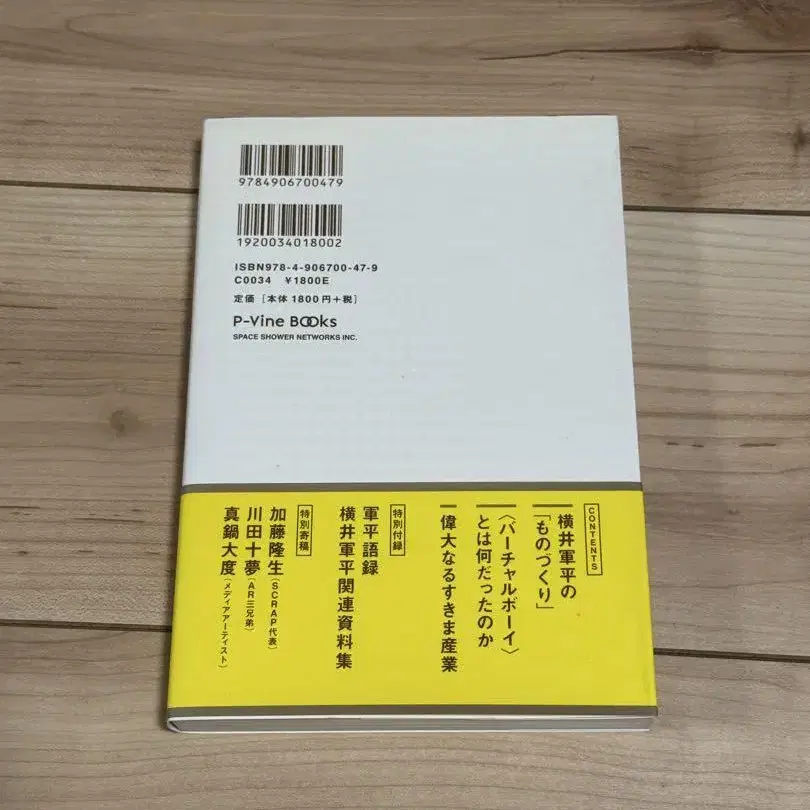 9784906700479
1920034018002
ISBN978-4-906700-47-9
C0034 ¥1800E
定価［本体1800円＋税］
P-Vine BOOks
SPACE SHOWER NETWORKS INC.
CONTENTS
横井軍平の
「ものづくり」
〈バーチャルボーイ〉
とは何だったのか
偉大なるすきま産業
特別付録
軍平語録
横井軍平関連資料集
特別寄稿
加藤隆生（SCRAP代表）
川田十夢（AR三兄弟）
真鍋大度（メディアアーティスト）